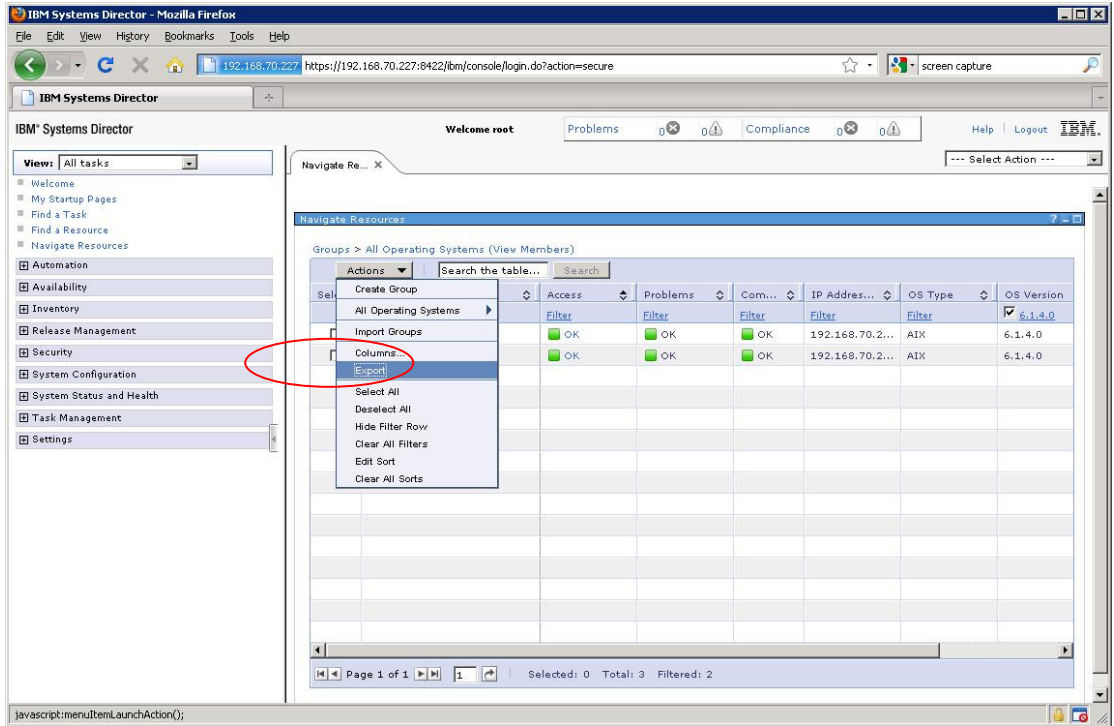 IBM Systems Director - Mozilla Firefox
File Edit View History Bookmarks Tools Help
192.168.70.227 https://192.168.70.227:8422/ibm/console/login.do?action=secure screen capture
IBM Systems Director
IBM® Systems Director Welcome root Problems 0 0 Compliance 0 0 Help Logout IBM.
View: All tasks
Navigate Re... X --- Select Action ---
Welcome
My Startup Pages
Find a Task
Find a Resource
Navigate Resources
Automation
Availability
Inventory
Release Management
Security
System Configuration
System Status and Health
Task Management
Settings
Navigate Resources ?
Groups > All Operating Systems (View Members)
Actions Search the table... Search
Create Group
All Operating Systems
Import Groups
Columns...
Export
Select All
Deselect All
Hide Filter Row
Clear All Filters
Edit Sort
Clear All Sorts
Sel Access Problems Com... IP Addres... OS Type OS Version
Filter Filter Filter Filter Filter 6.1.4.0
OK OK OK 192.168.70.2... AIX 6.1.4.0
OK OK OK 192.168.70.2... AIX 6.1.4.0
Page 1 of 1 1 Selected: 0 Total: 3 Filtered: 2
javascript:menuItemLaunchAction();